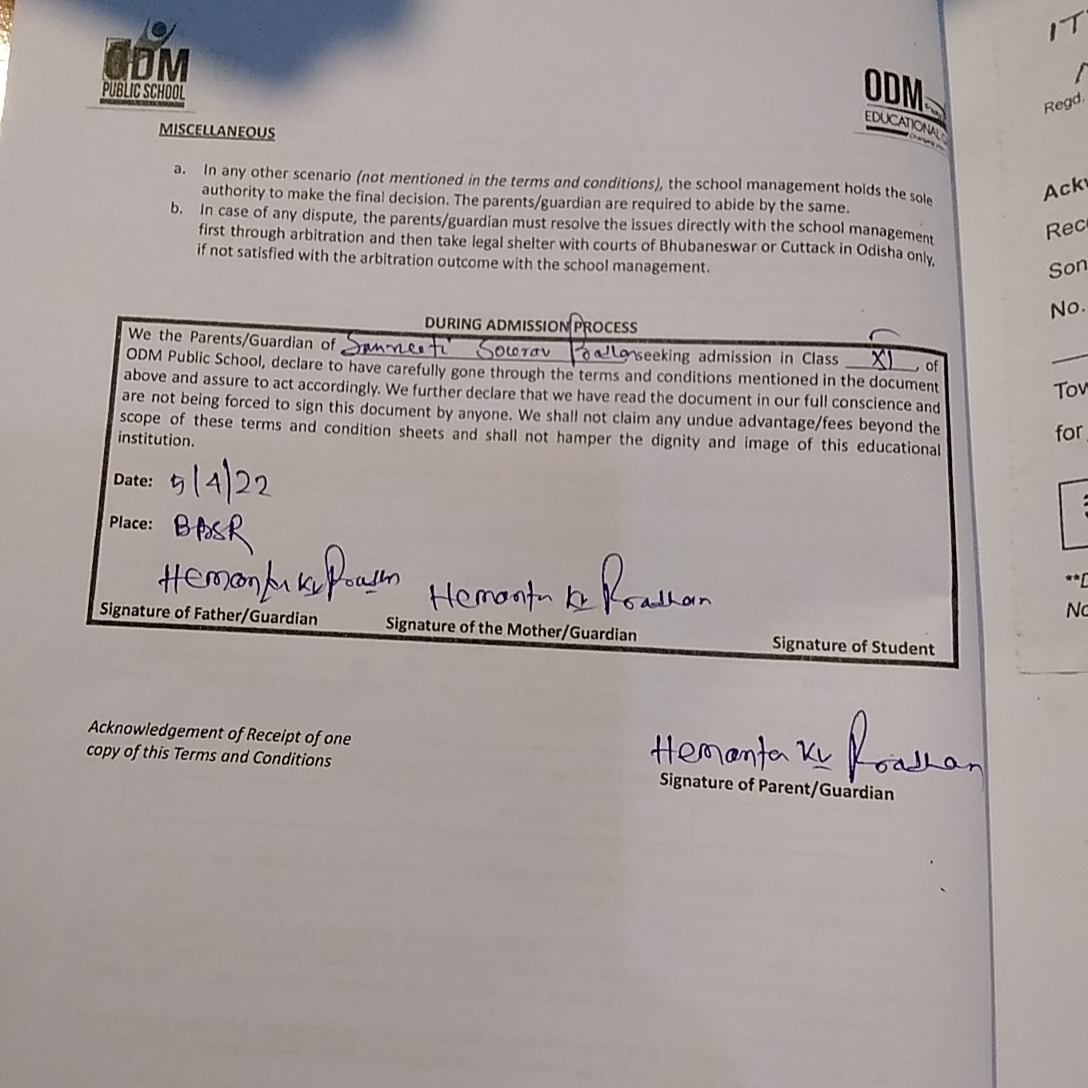 ODM
PUBLIC SCHOOL
ODM
EDUCATIONAL
MISCELLANEOUS
a. In any other scenario (not mentioned in the terms and conditions), the school management holds the sole
authority to make the final decision. The parents/guardian are required to abide by the same.
b. In case of any dispute, the parents/guardian must resolve the issues directly with the school management
first through arbitration and then take legal shelter with courts of Bhubaneswar or Cuttack in Odisha only,
if not satisfied with the arbitration outcome with the school management.
DURING ADMISSION PROCESS
We the Parents/Guardian of Sourav seeking admission in Class XI, of
ODM Public School, declare to have carefully gone through the terms and conditions mentioned in the document
above and assure to act accordingly. We further declare that we have read the document in our full conscience and
are not being forced to sign this document by anyone. We shall not claim any undue advantage/fees beyond the
scope of these terms and condition sheets and shall not hamper the dignity and image of this educational
institution.
Date: 5/4/22
Place: BBSR
Hemanta Kr Pradhan
Signature of Father/Guardian
Hemanta Kr Pradhan
Signature of the Mother/Guardian
Signature of Student
Acknowledgement of Receipt of one
copy of this Terms and Conditions
Hemanta Kr Pradhan
Signature of Parent/Guardian
IT
Regd.
Ackn
Rec
Son
No.
Tow
for
No